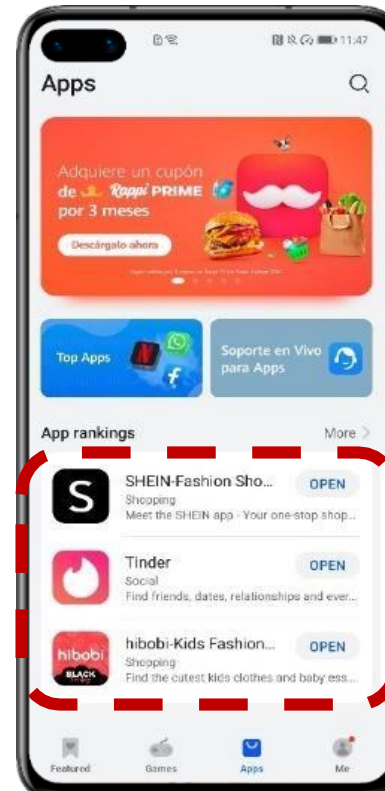 11:47
Apps
Adquiere un cupón
de Rappi PRIME
por 3 meses
Descárgalo ahora
Top Apps
Soporte en Vivo
para Apps
App rankings
More
S
SHEIN-Fashion Sho...
Shopping
Meet the SHEIN app - Your one-stop shop...
OPEN
Tinder
Social
Find friends, dates, relationships and ever...
OPEN
hibobi
BLACK
hibobi-Kids Fashion...
Shopping
Find the cutest kids clothes and baby ess...
OPEN
Featured
Games
Apps
Me